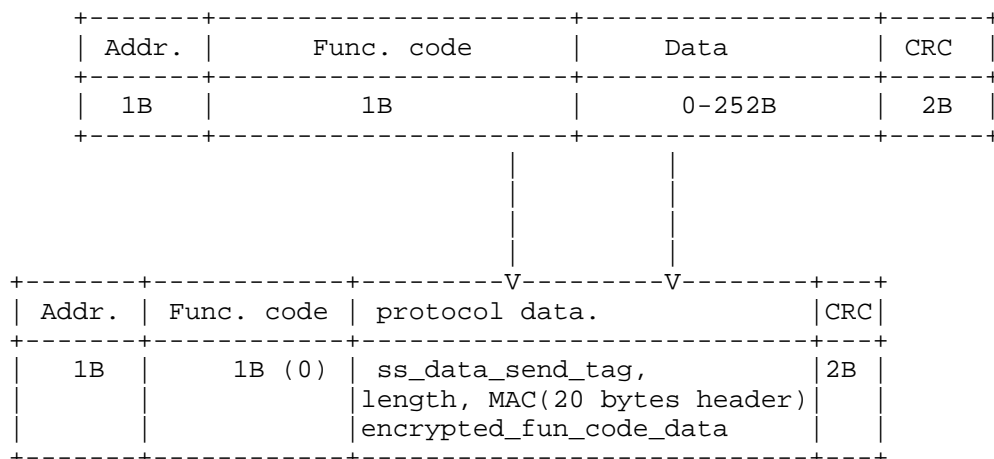 Addr. Func. code Data CRC
1B 1B 0-252B 2B
V V
Addr. Func. code protocol data. CRC
1B 1B (0) ss_data_send_tag, 2B
length, MAC(20 bytes header)
encrypted_fun_code_data